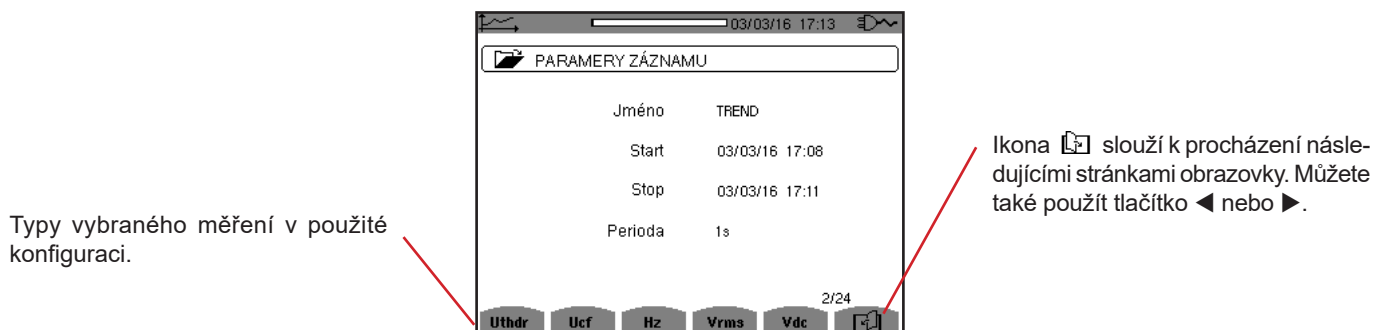 03/03/16 17:13
PARAMERY ZÁZNAMU
Jméno TREND
Start 03/03/16 17:08
Stop 03/03/16 17:11
Perioda 1s
2/24
Uthdr Ucf Hz Vrms Vdc
Typy vybraného měření v použité
konfiguraci.
Ikona slouží k procházení násle-
dujícími stránkami obrazovky. Můžete
také použít tlačítko ◄ nebo ►.